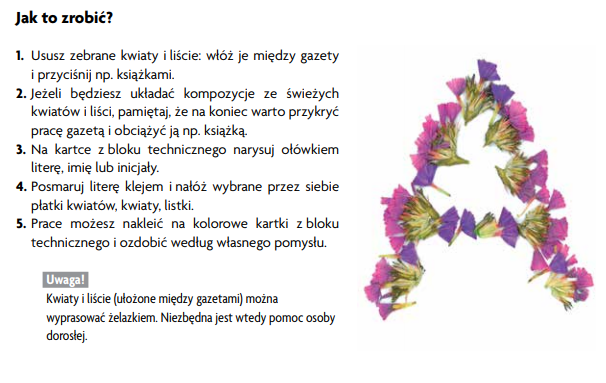 Jak to zrobić?
1. Ususz zebrane kwiaty i liście: włóż je między gazety
i przyciśnij np. książkami.
2. Jeżeli będziesz układać kompozycje ze świeżych
kwiatów i liści, pamiętaj, że na koniec warto przykryć
pracę gazetą i obciążyć ją np. książką.
3. Na kartce z bloku technicznego narysuj ołówkiem
literę, imię lub inicjały.
4. Posmaruj literę klejem i nałóż wybrane przez siebie
płatki kwiatów, kwiaty, listki.
5. Prace możesz nakleić na kolorowe kartki z bloku
technicznego i ozdobić według własnego pomysłu.
Uwaga!
Kwiaty i liście (ułożone między gazetami) można
wyprasować żelazkiem. Niezbędna jest wtedy pomoc osoby
dorosłej.